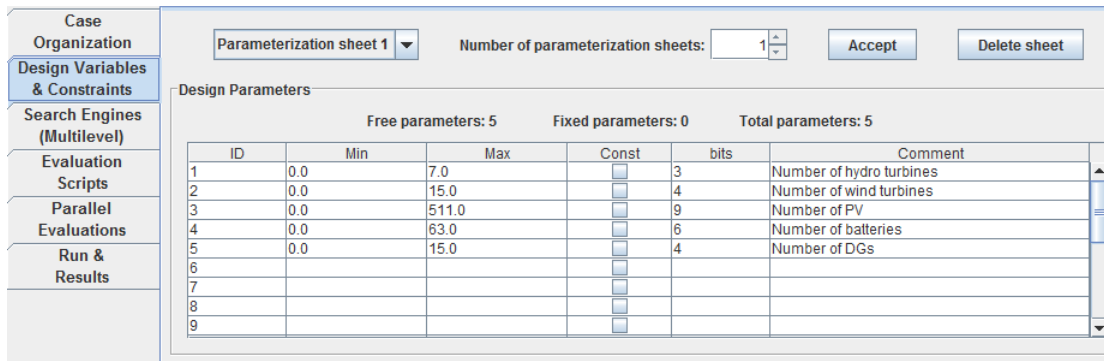 Case
Organization
Design Variables
& Constraints
Search Engines
(Multilevel)
Evaluation
Scripts
Parallel
Evaluations
Run &
Results
Parameterization sheet 1 Number of parameterization sheets: 1 Accept Delete sheet
Design Parameters
Free parameters: 5 Fixed parameters: 0 Total parameters: 5
ID Min Max Const bits Comment
1 0.0 7.0 3 Number of hydro turbines
2 0.0 15.0 4 Number of wind turbines
3 0.0 511.0 9 Number of PV
4 0.0 63.0 6 Number of batteries
5 0.0 15.0 4 Number of DGs
6
7
8
9